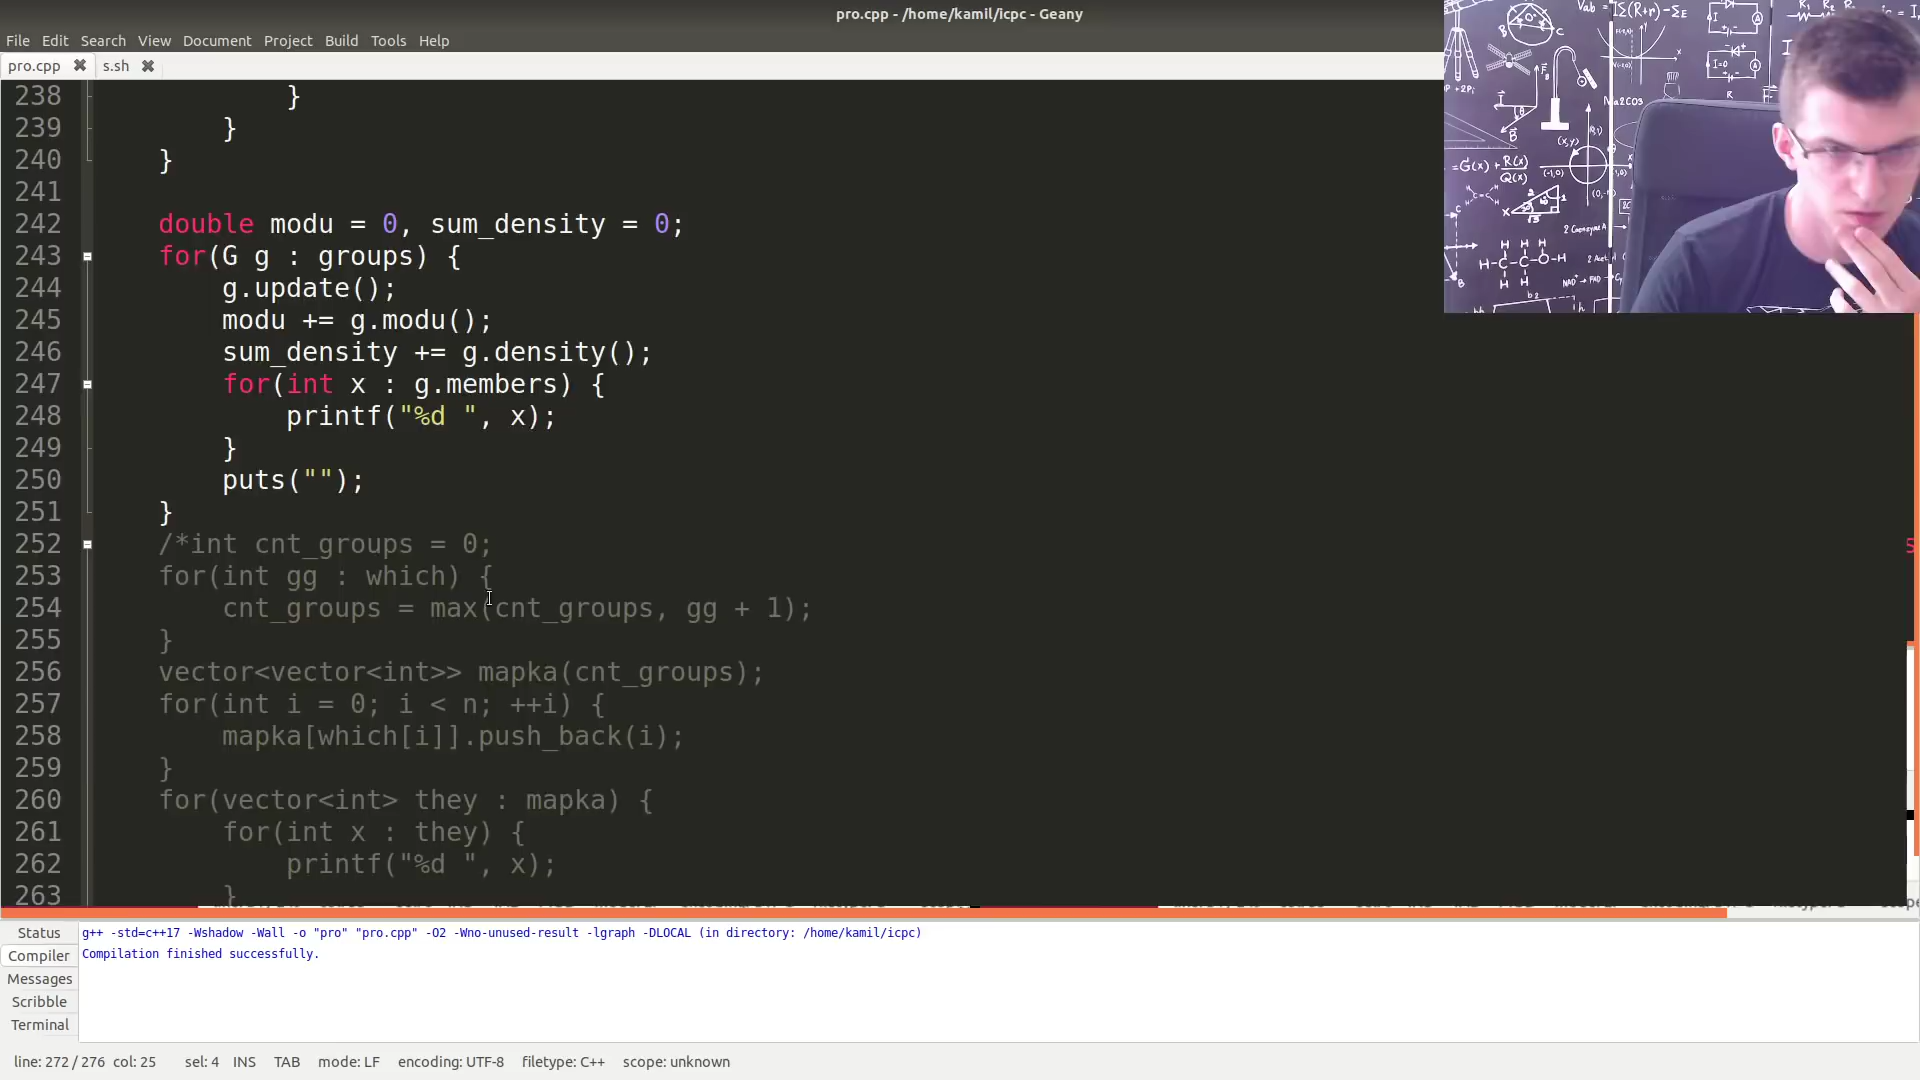 pro.cpp - /home/kamil/icpc - Geany
File Edit Search View Document Project Build Tools Help
pro.cpp s.sh
238 }
239 }
240 }
241
242 double modu = 0, sum_density = 0;
243 for(G g : groups) {
244 g.update();
245 modu += g.modu();
246 sum_density += g.density();
247 for(int x : g.members) {
248 printf("%d ", x);
249 }
250 puts("");
251 }
252 /*int cnt_groups = 0;
253 for(int gg : which) {
254 cnt_groups = max(cnt_groups, gg + 1);
255 }
256 vector<vector<int>> mapka(cnt_groups);
257 for(int i = 0; i < n; ++i) {
258 mapka[which[i]].push_back(i);
259 }
260 for(vector<int> they : mapka) {
261 for(int x : they) {
262 printf("%d ", x);
263 }
Status
Compiler
Messages
Scribble
Terminal
g++ -std=c++17 -Wshadow -Wall -o "pro" "pro.cpp" -O2 -Wno-unused-result -lgraph -DLOCAL (in directory: /home/kamil/icpc)
Compilation finished successfully.
line: 272 / 276 col: 25 sel: 4 INS TAB mode: LF encoding: UTF-8 filetype: C++ scope: unknown